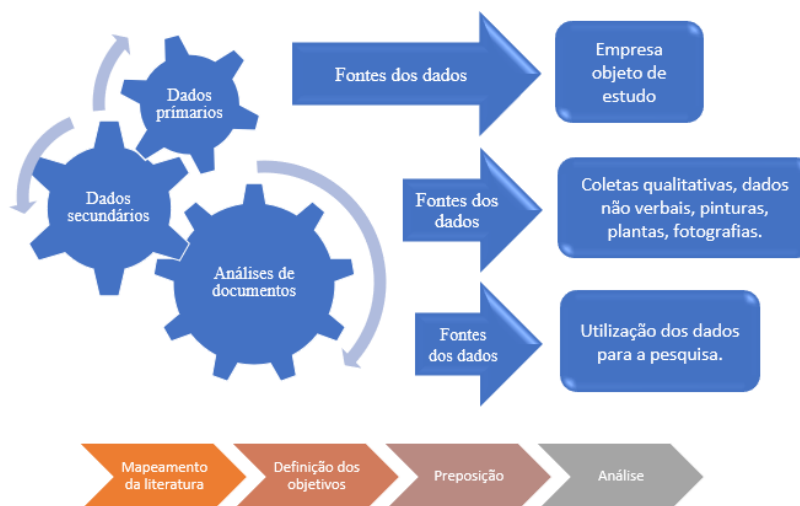 Dados
prímarios
Dados
secundários
Análises de
documentos
Fontes dos dados
Empresa
objeto de
estudo
Fontes dos
dados
Coletas qualitativas, dados
não verbais, pinturas,
plantas, fotografias.
Fontes
dos dados
Utilização dos dados
para a pesquisa.
Mapeamento
da literatura
Definição dos
objetivos
Preposição
Análise